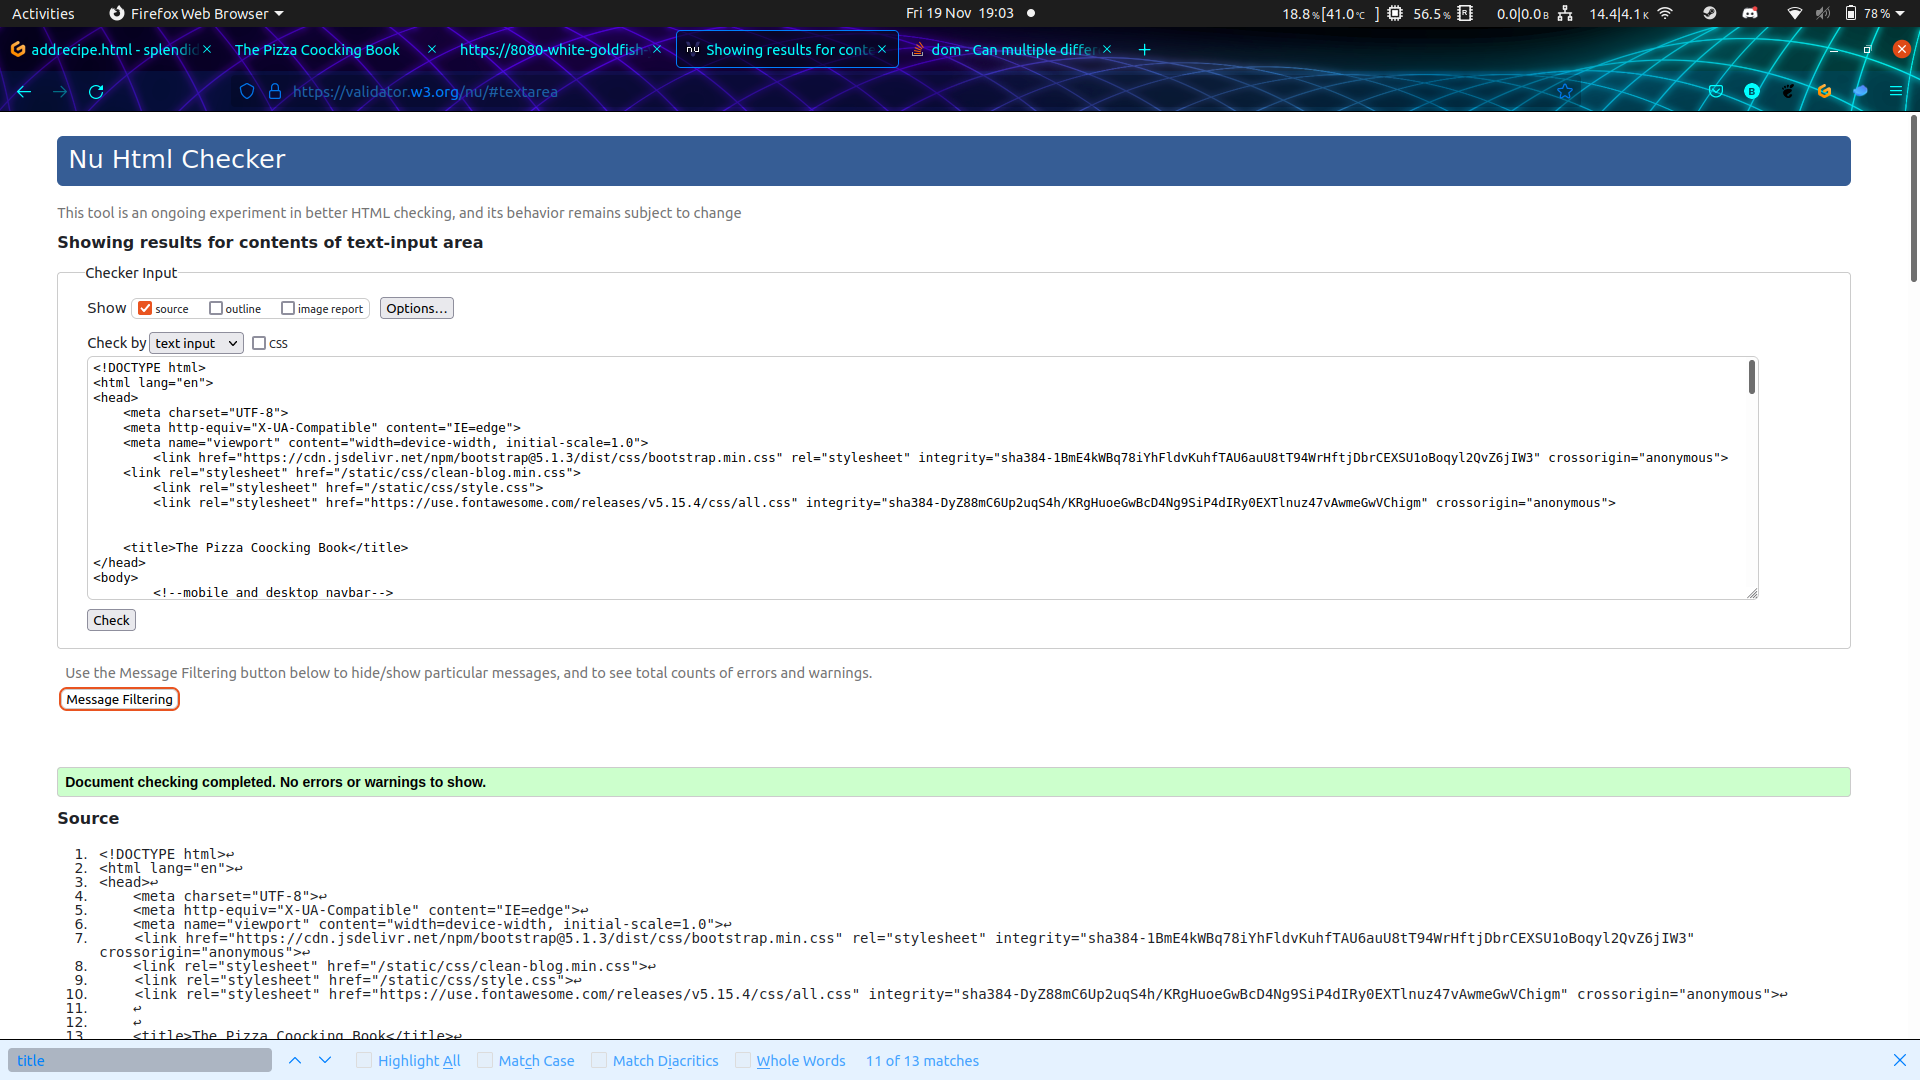 Activities Firefox Web Browser Fri 19 Nov 19:03 18.8% [41.0°C ] 56.5% 0.0|0.0B 14.4|4.1K 78 %
addrecipe.html - splendid The Pizza Coocking Book https://8080-white-goldfish- nu Showing results for conte dom - Can multiple differ
https://validator.w3.org/nu/#textarea
Nu Html Checker
This tool is an ongoing experiment in better HTML checking, and its behavior remains subject to change
Showing results for contents of text-input area
Checker Input
Show source outline image report Options...
Check by text input css
<!DOCTYPE html>
<html lang="en">
<head>
    <meta charset="UTF-8">
    <meta http-equiv="X-UA-Compatible" content="IE=edge">
    <meta name="viewport" content="width=device-width, initial-scale=1.0">
        <link href="https://cdn.jsdelivr.net/npm/bootstrap@5.1.3/dist/css/bootstrap.min.css" rel="stylesheet" integrity="sha384-1BmE4kWBq78iYhFldvKuhfTAU6auU8tT94WrHftjDbrCEXSU1oBoqyl2QvZ6jIW3" crossorigin="anonymous">
    <link rel="stylesheet" href="/static/css/clean-blog.min.css">
        <link rel="stylesheet" href="/static/css/style.css">
        <link rel="stylesheet" href="https://use.fontawesome.com/releases/v5.15.4/css/all.css" integrity="sha384-DyZ88mC6Up2uqS4h/KRgHuoeGwBcD4Ng9SiP4dIRy0EXTlnuz47vAwmeGwVChigm" crossorigin="anonymous">
    <title>The Pizza Coocking Book</title>
</head>
<body>
        <!--mobile and desktop navbar-->
Check
Use the Message Filtering button below to hide/show particular messages, and to see total counts of errors and warnings.
Message Filtering
Document checking completed. No errors or warnings to show.
Source
1. <!DOCTYPE html>↩
2. <html lang="en">↩
3. <head>↩
4.     <meta charset="UTF-8">↩
5.     <meta http-equiv="X-UA-Compatible" content="IE=edge">↩
6.     <meta name="viewport" content="width=device-width, initial-scale=1.0">↩
7.     <link href="https://cdn.jsdelivr.net/npm/bootstrap@5.1.3/dist/css/bootstrap.min.css" rel="stylesheet" integrity="sha384-1BmE4kWBq78iYhFldvKuhfTAU6auU8tT94WrHftjDbrCEXSU1oBoqyl2QvZ6jIW3"
crossorigin="anonymous">↩
8.     <link rel="stylesheet" href="/static/css/clean-blog.min.css">↩
9.     <link rel="stylesheet" href="/static/css/style.css">↩
10.     <link rel="stylesheet" href="https://use.fontawesome.com/releases/v5.15.4/css/all.css" integrity="sha384-DyZ88mC6Up2uqS4h/KRgHuoeGwBcD4Ng9SiP4dIRy0EXTlnuz47vAwmeGwVChigm" crossorigin="anonymous">↩
11.     ↩
12.     ↩
13.     <title>The Pizza Coocking Book</title>↩
title Highlight All Match Case Match Diacritics Whole Words 11 of 13 matches